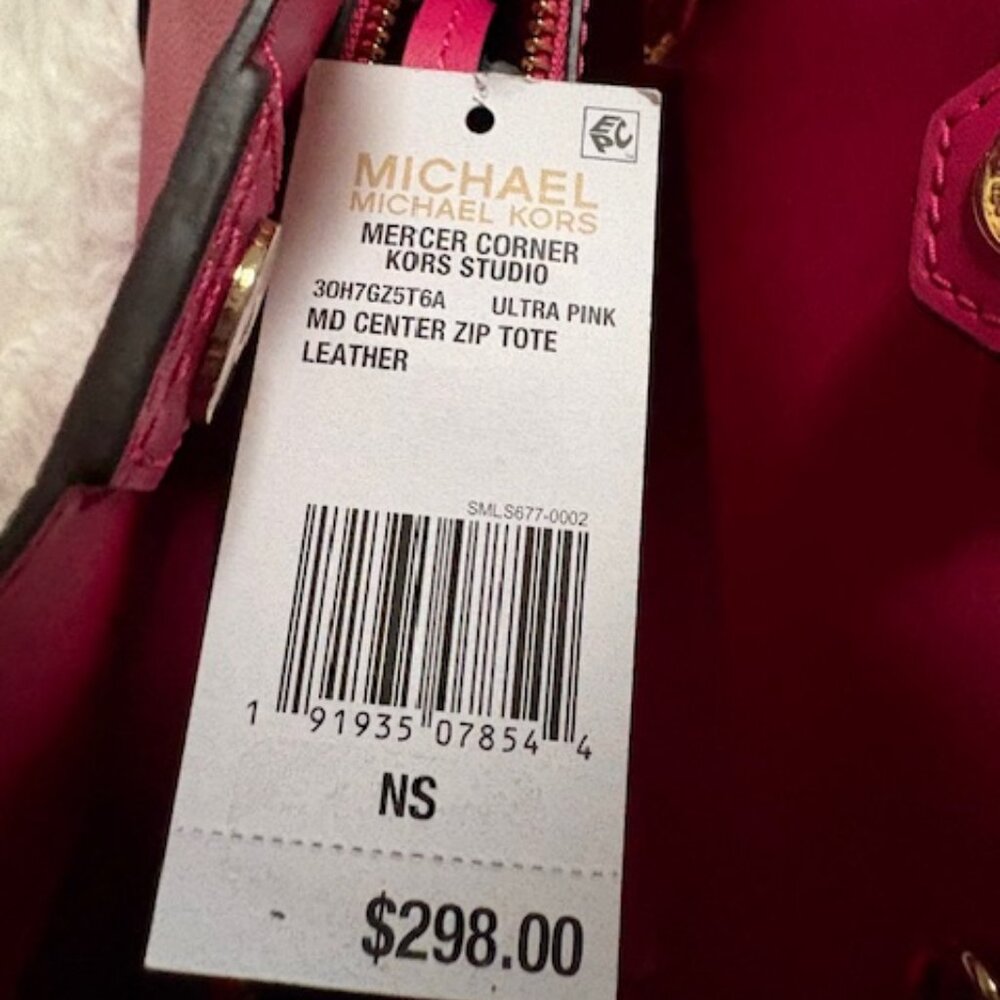 EPC
MICHAEL
MICHAEL KORS
MERCER CORNER
KORS STUDIO
30H7GZ5T6A ULTRA PINK
MD CENTER ZIP TOTE
LEATHER
SMLS677-0002
1 91935 07854 4
NS
$298.00